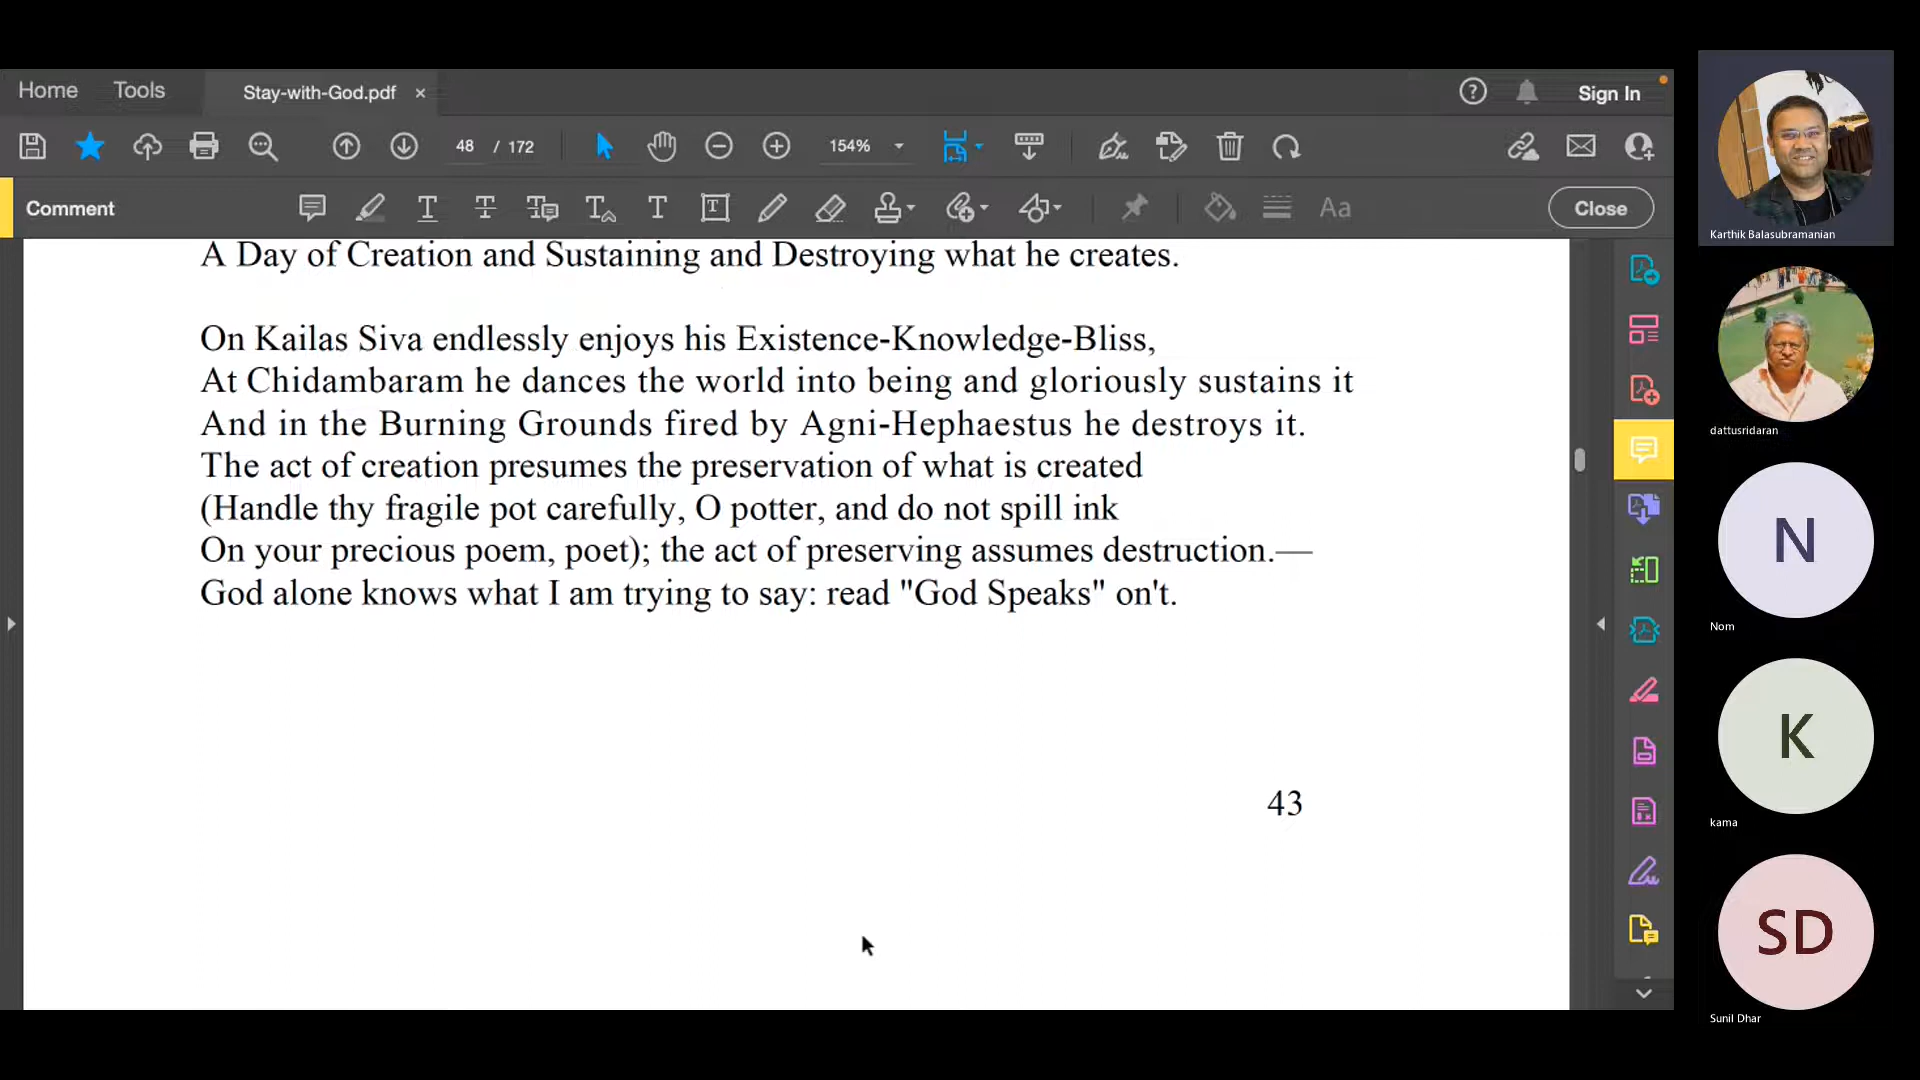 Home Tools Stay-with-God.pdf × Sign In
48 / 172 154%
Comment Close
A Day of Creation and Sustaining and Destroying what he creates.
On Kailas Siva endlessly enjoys his Existence-Knowledge-Bliss,
At Chidambaram he dances the world into being and gloriously sustains it
And in the Burning Grounds fired by Agni-Hephaestus he destroys it.
The act of creation presumes the preservation of what is created
(Handle thy fragile pot carefully, O potter, and do not spill ink
On your precious poem, poet); the act of preserving assumes destruction.—
God alone knows what I am trying to say: read "God Speaks" on't.
43
Karthik Balasubramanian
dattusridaran
N
Nom
K
kama
SD
Sunil Dhar